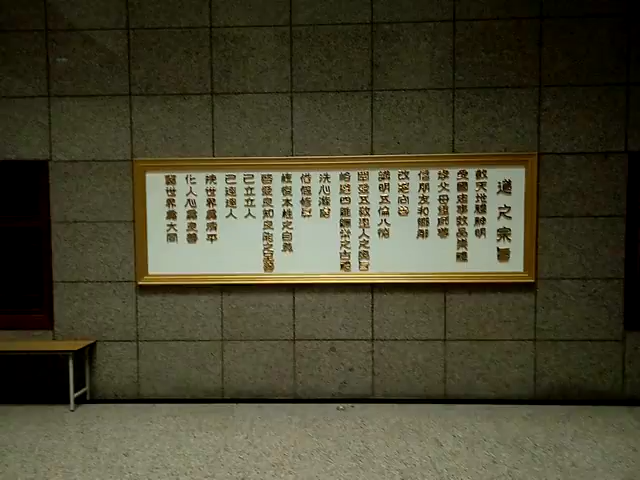 道之宗旨
敬天地禮神明
愛國忠事敦品崇禮
孝父母重師尊
信朋友和鄉鄰
改惡向善
講明五倫八德
闡發五教聖人之奧旨
恪遵四維綱常之古禮
洗心滌慮
借假修真
恢復本性之自然
啟發良知良能之至善
己立立人
己達達人
挽世界為清平
化人心為良善
冀世界為大同